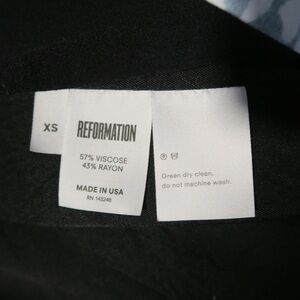 XS
REFORMATION
57% VISCOSE
43% RAYON
MADE IN USA
RN 143248
Green dry clean,
do not machine wash.